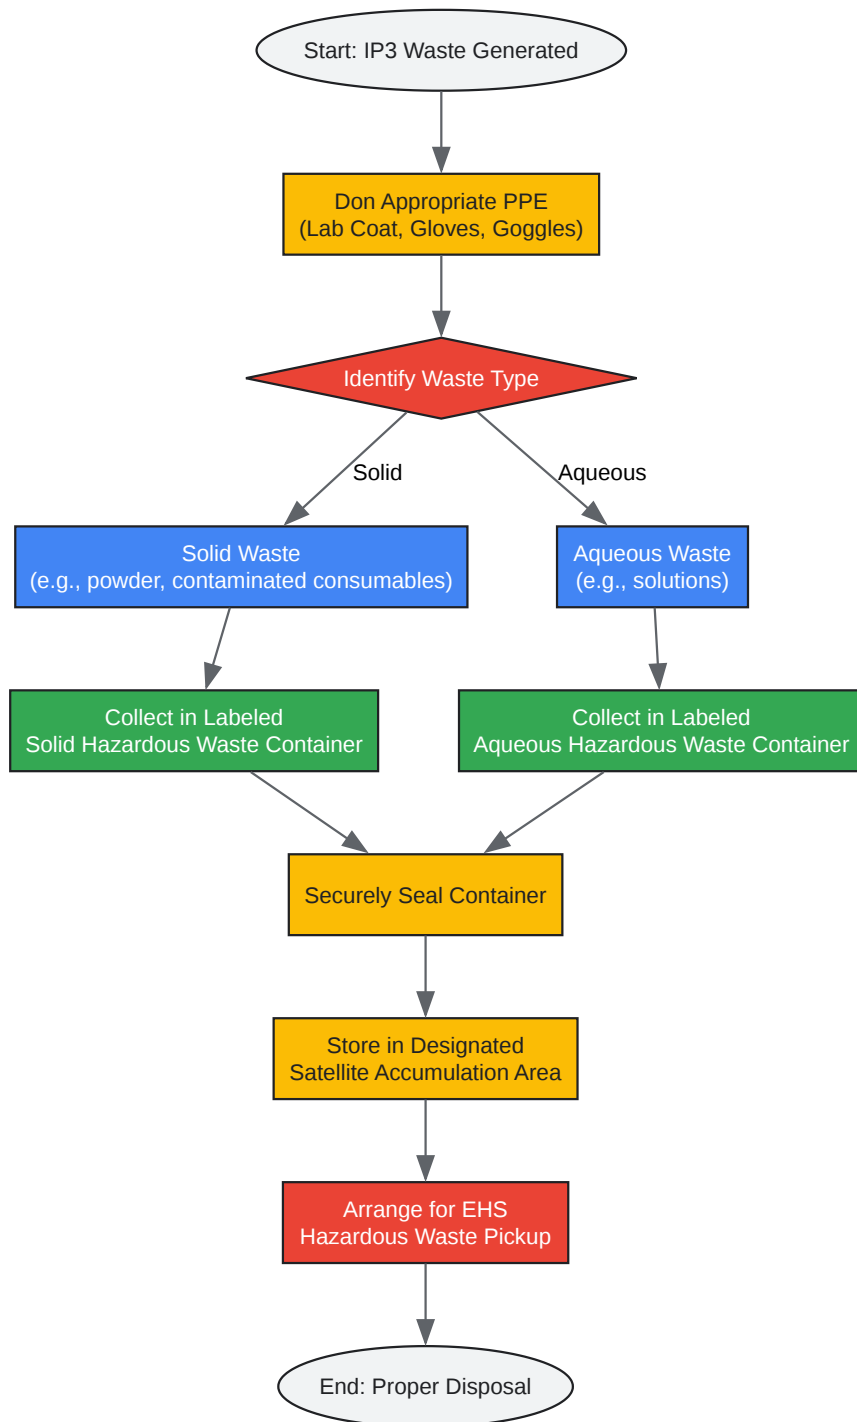 Start: IP3 Waste Generated
Don Appropriate PPE
(Lab Coat, Gloves, Goggles)
Identify Waste Type
Solid
Aqueous
Solid Waste
(e.g., powder, contaminated consumables)
Aqueous Waste
(e.g., solutions)
Collect in Labeled
Solid Hazardous Waste Container
Collect in Labeled
Aqueous Hazardous Waste Container
Securely Seal Container
Store in Designated
Satellite Accumulation Area
Arrange for EHS
Hazardous Waste Pickup
End: Proper Disposal